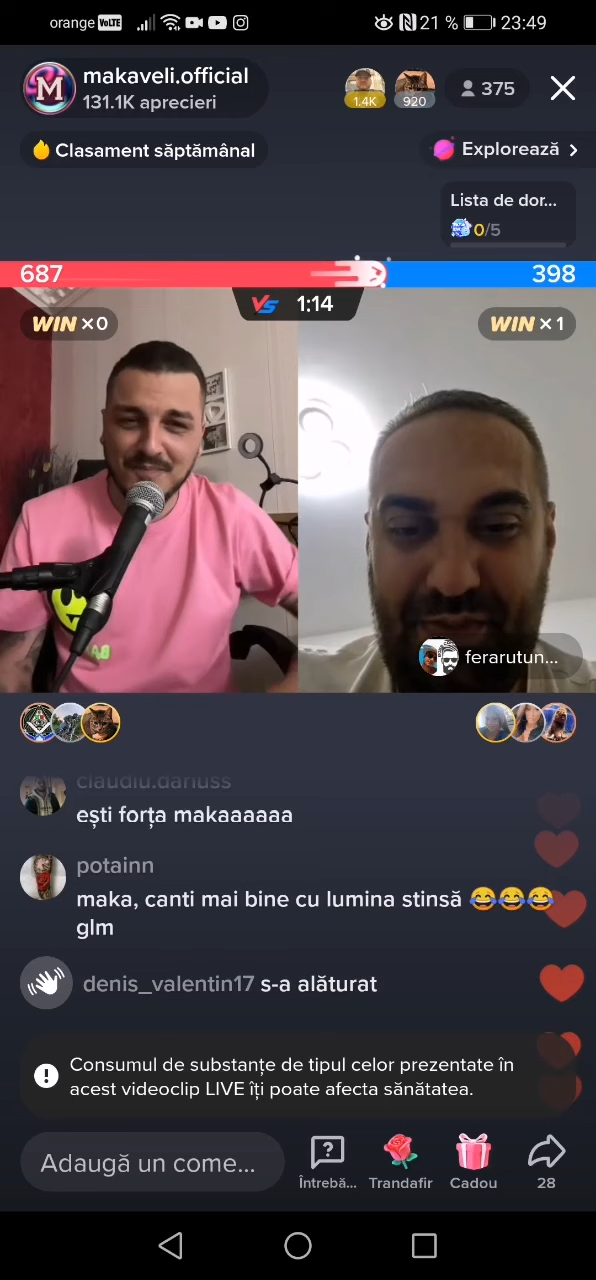 orange VoLTE
21 % 23:49
M
makaveli.official
131.1K aprecieri
1.4K
920
375
Clasament săptămânal
Explorează
Lista de dor...
0/5
687
398
VS 1:14
WIN ×0
WIN ×1
ferarutun...
claudiu.dariuss
ești forța makaaaaaa
potainn
maka, canti mai bine cu lumina stinsă 😂😂😂
glm
denis_valentin17 s-a alăturat
Consumul de substanțe de tipul celor prezentate în
acest videoclip LIVE îți poate afecta sănătatea.
Adaugă un come...
Întrebă...
Trandafir
Cadou
28